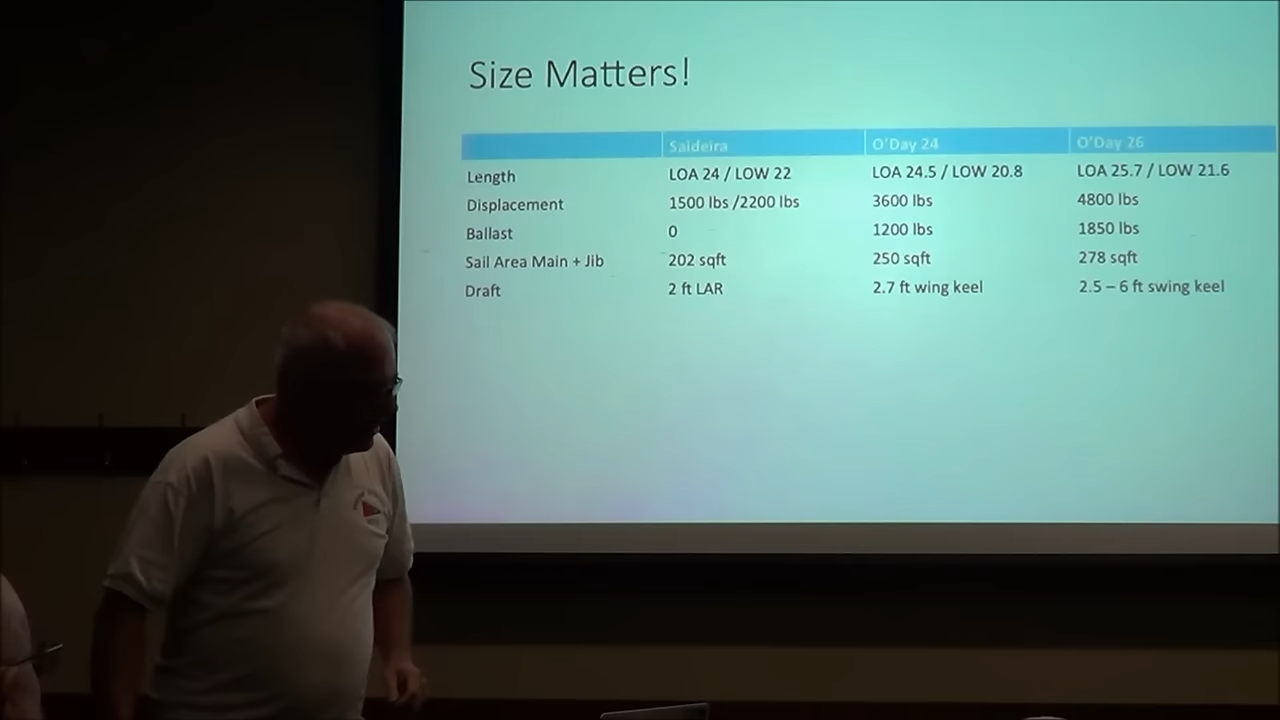 Size Matters!
Saideira O'Day 24 O'Day 26
Length LOA 24 / LOW 22 LOA 24.5 / LOW 20.8 LOA 25.7 / LOW 21.6
Displacement 1500 lbs /2200 lbs 3600 lbs 4800 lbs
Ballast 0 1200 lbs 1850 lbs
Sail Area Main + Jib 202 sqft 250 sqft 278 sqft
Draft 2 ft LAR 2.7 ft wing keel 2.5 – 6 ft swing keel